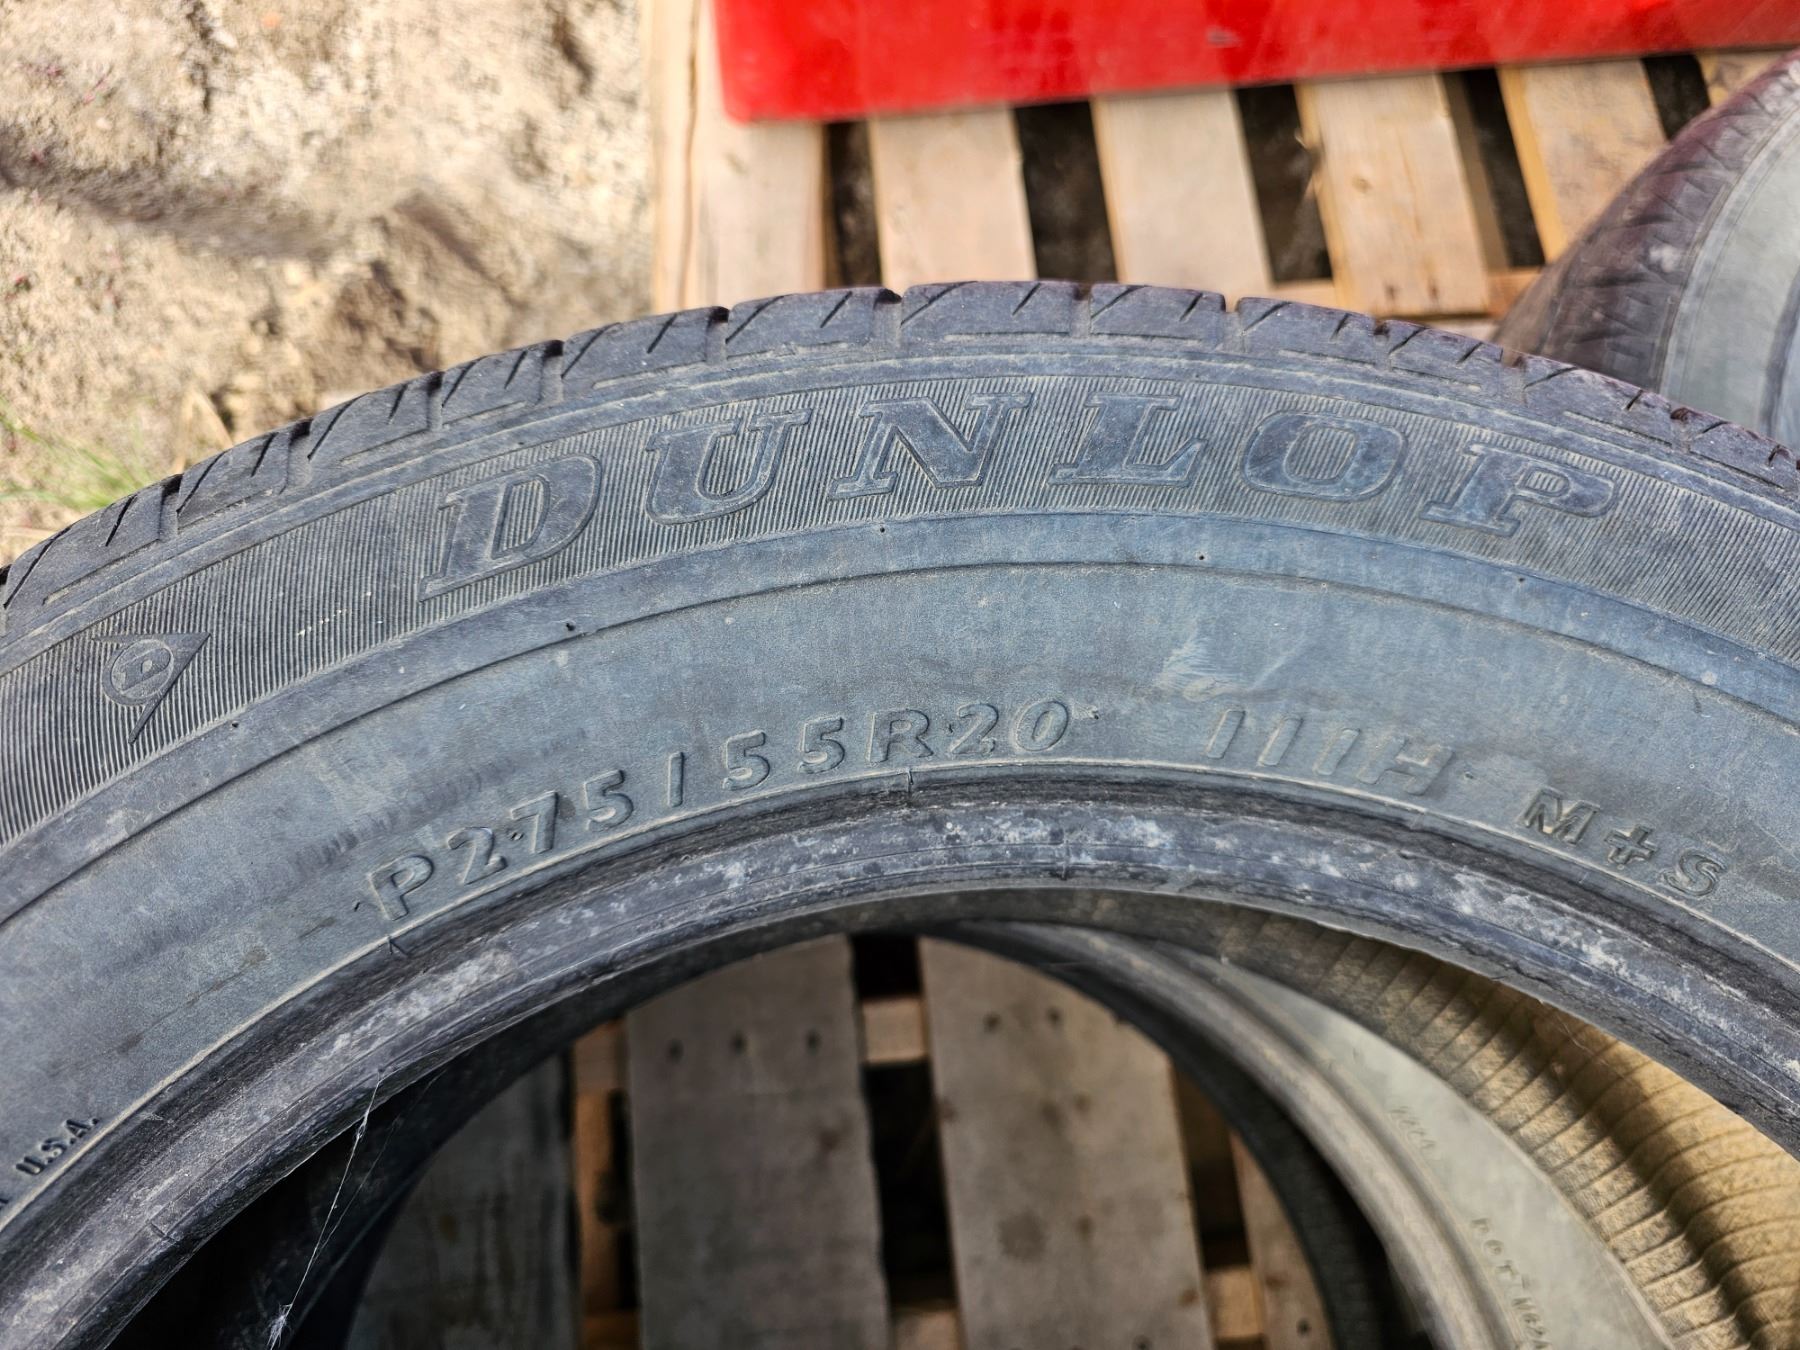 DUNLOP
D
P275/55R20 111H M+S
U.S.A.